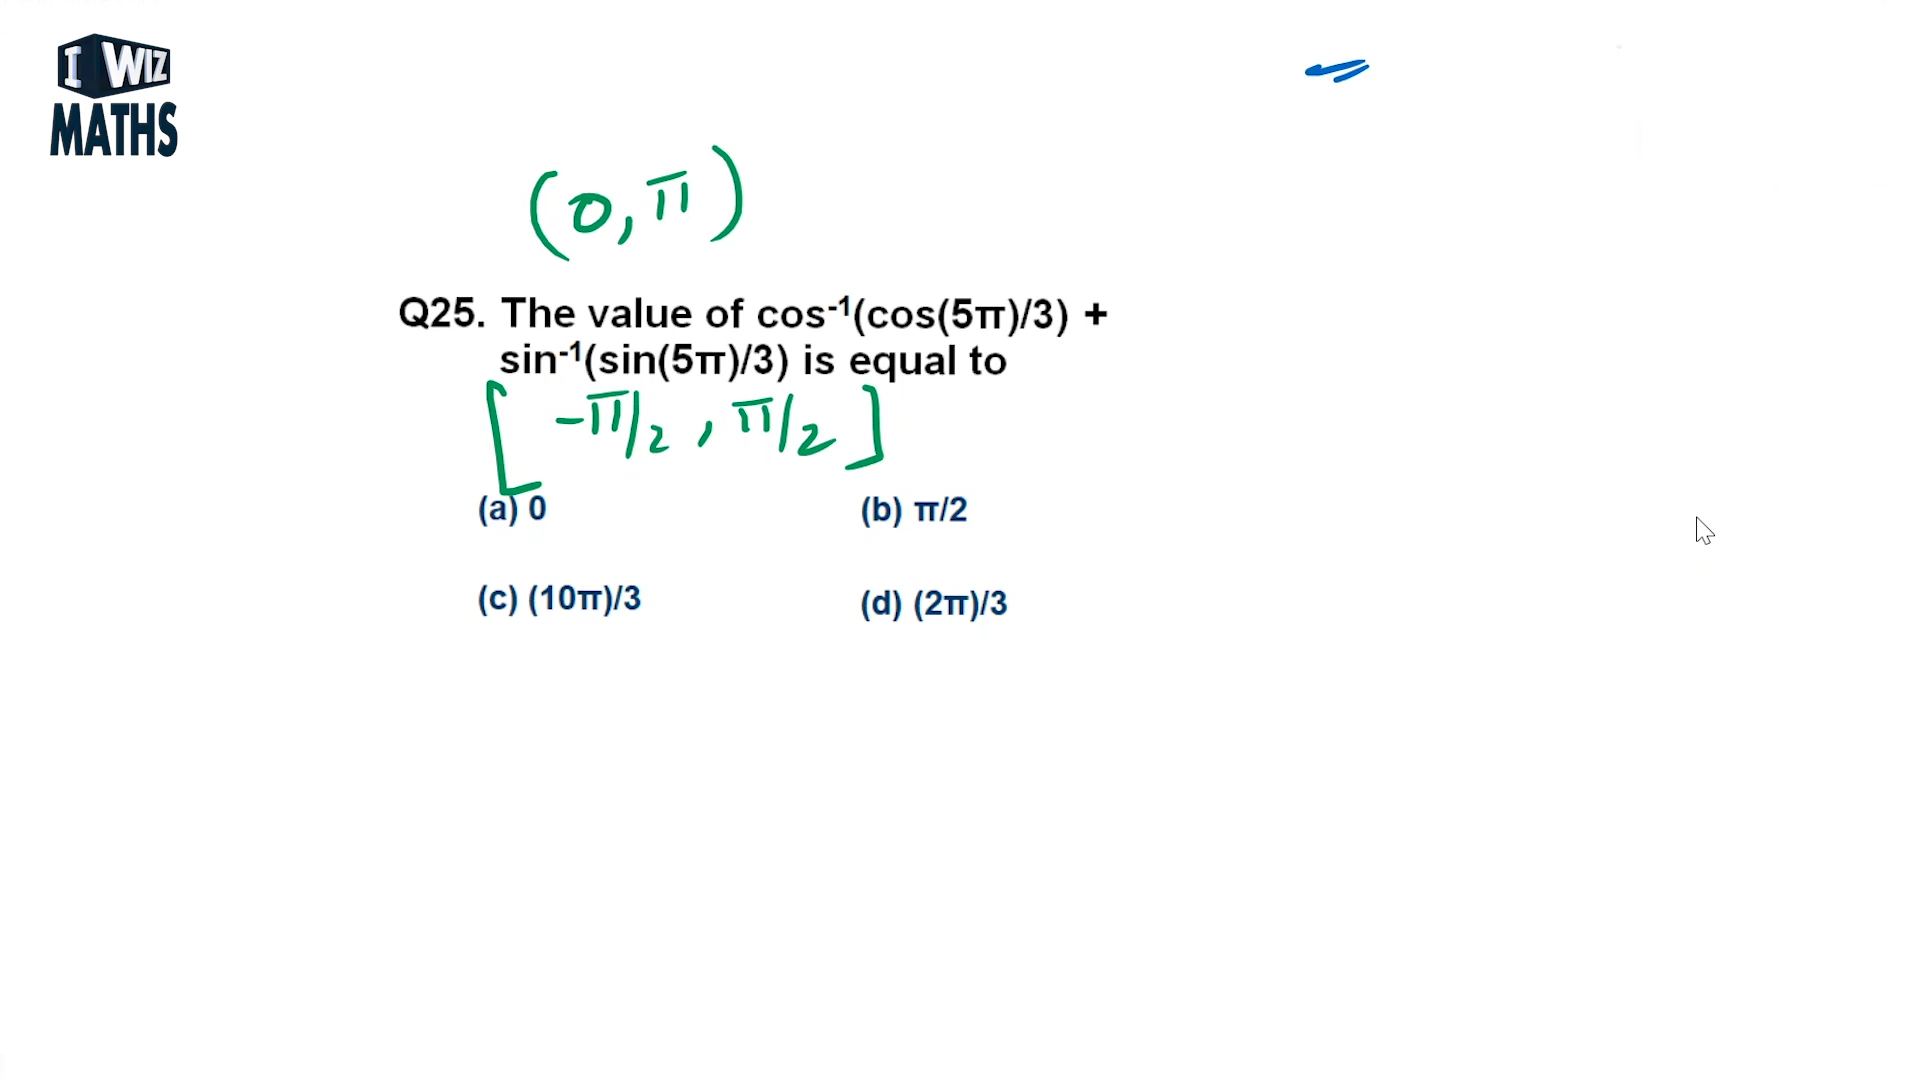 I WIZ
MATHS
(0, π)
Q25. The value of cos⁻¹(cos(5π)/3) +
sin⁻¹(sin(5π)/3) is equal to
[-π/2, π/2]
(a) 0
(b) π/2
(c) (10π)/3
(d) (2π)/3